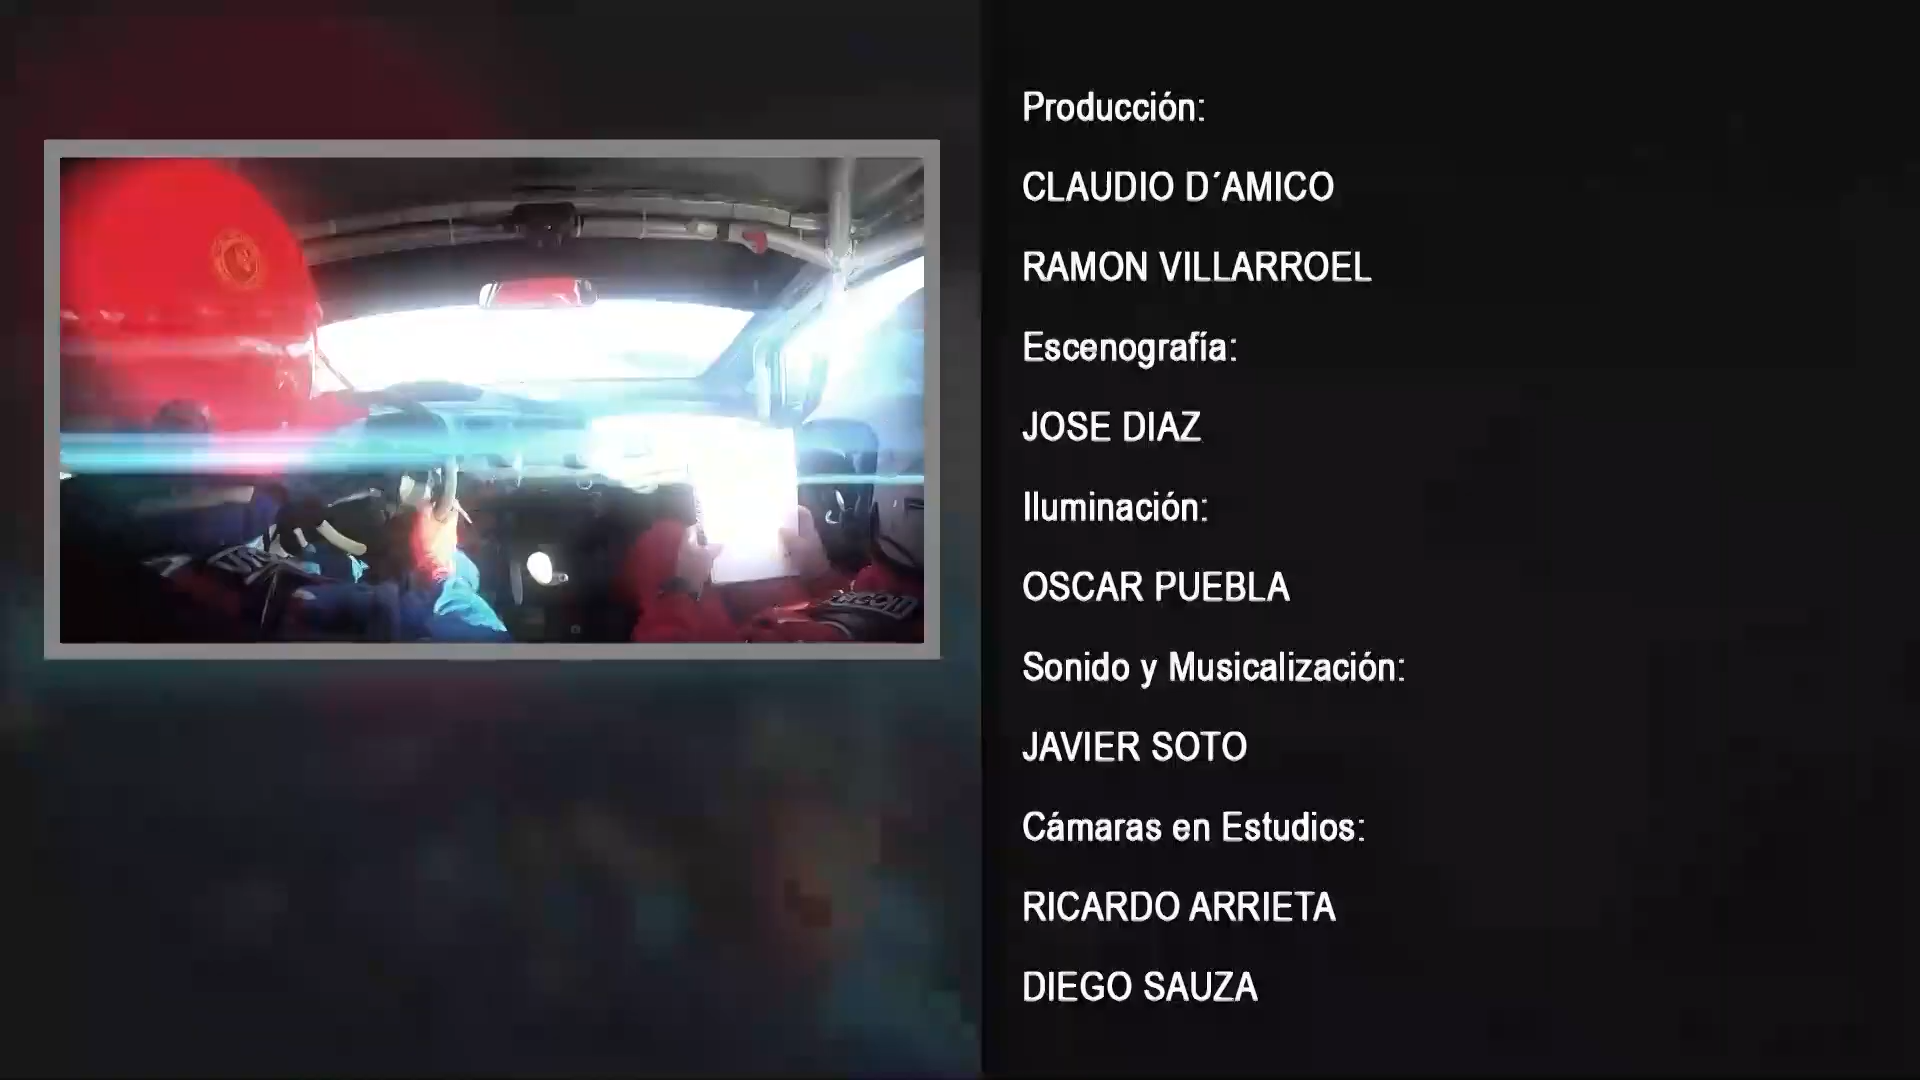 Producción:
CLAUDIO D´AMICO
RAMON VILLARROEL
Escenografía:
JOSE DIAZ
Iluminación:
OSCAR PUEBLA
Sonido y Musicalización:
JAVIER SOTO
Cámaras en Estudios:
RICARDO ARRIETA
DIEGO SAUZA